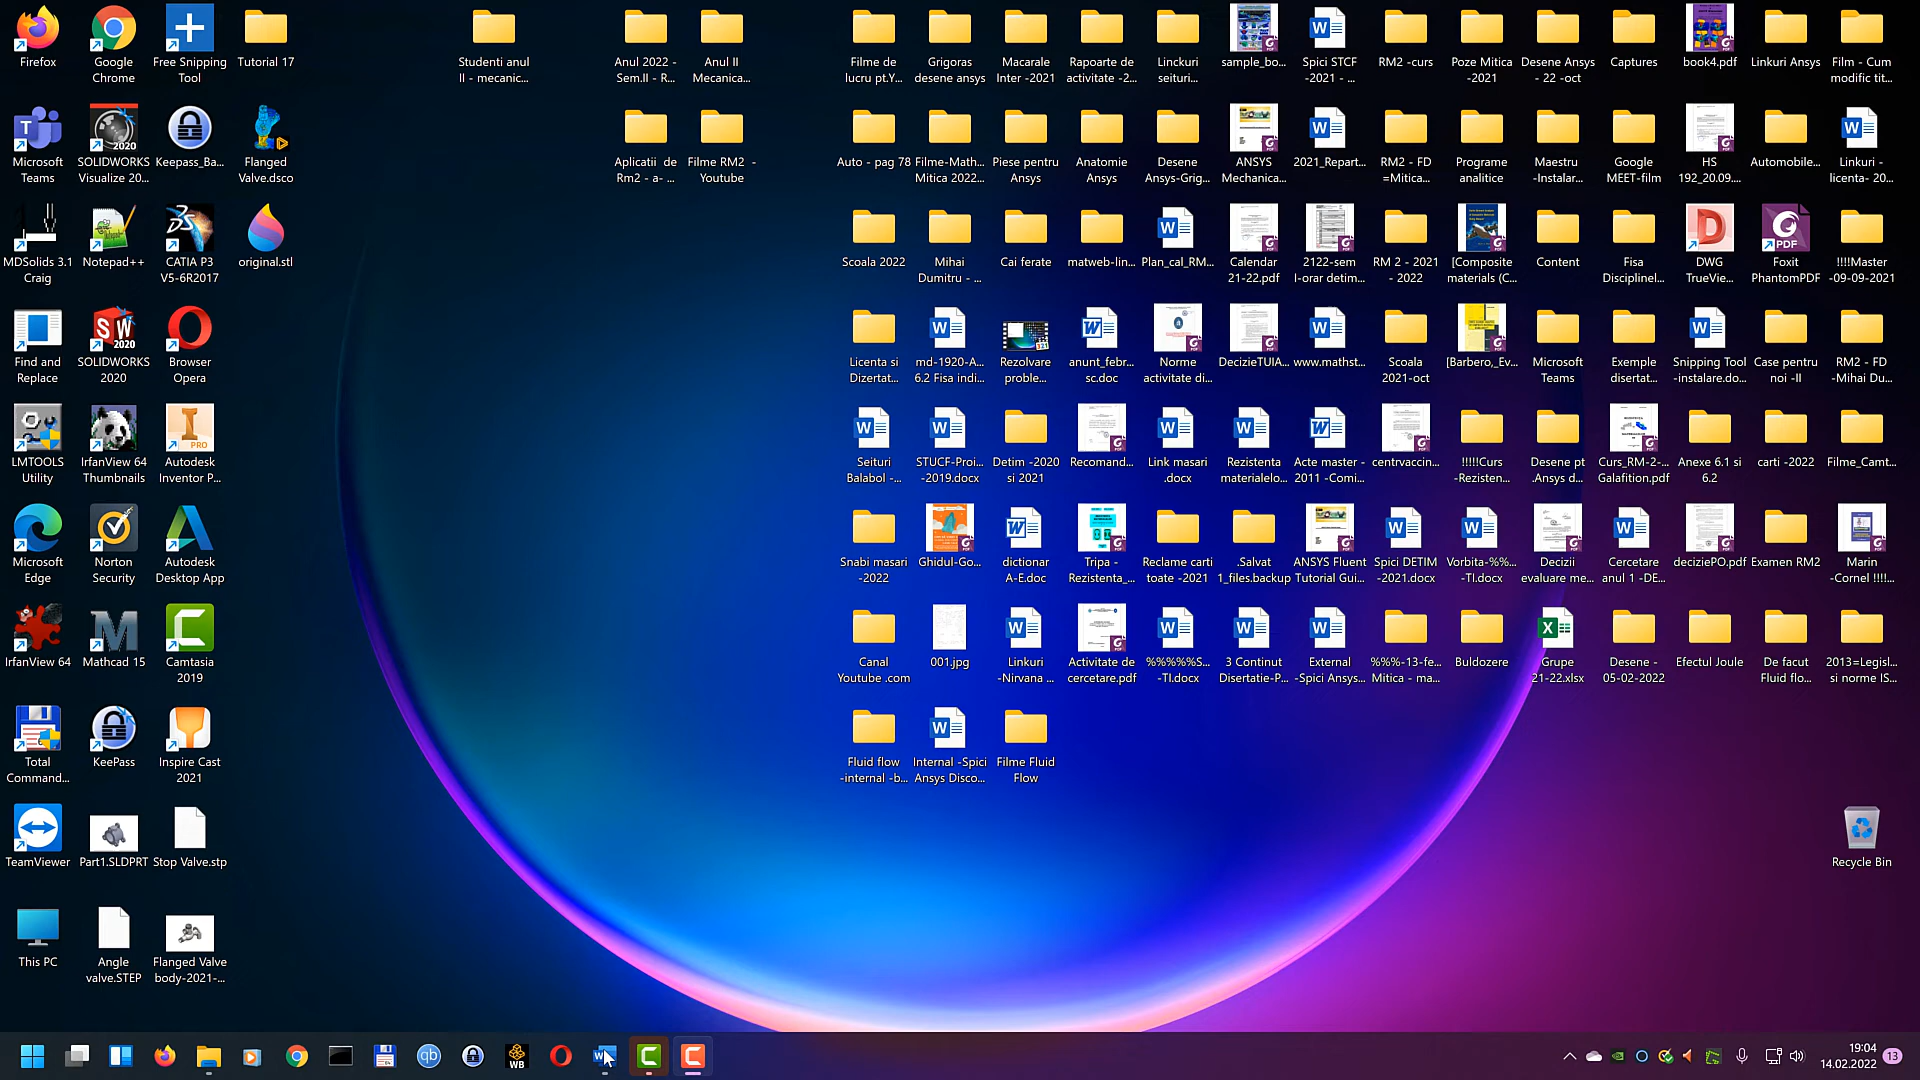 Firefox
Google
Chrome
Free Snipping
Tool
Tutorial 17
Studenti anul
II - mecanic...
Anul 2022 -
Sem.II - R...
Anul II
Mecanica...
Filme de
lucru pt.Y...
Grigoras
desene ansys
Macarale
Inter -2021
Rapoarte de
activitate -2...
Linckuri
seituri...
sample_bo...
Spici STCF
-2021 - ...
RM2 -curs
Poze Mitica
-2021
Desene Ansys
- 22 -oct
Captures
book4.pdf
Linkuri Ansys
Film - Cum
modific tit...
Microsoft
Teams
SOLIDWORKS
Visualize 20...
Keepass_Ba...
Flanged
Valve.dsco
Aplicatii de
Rm2 - a- ...
Filme RM2 -
Youtube
Auto - pag 78
Filme-Math...
Mitica 2022...
Piese pentru
Ansys
Anatomie
Ansys
Desene
Ansys-Grig...
ANSYS
Mechanica...
2021_Repart...
RM2 - FD
=Mitica...
Programe
analitice
Maestru
-Instalar...
Google
MEET-film
HS
192_20.09....
Automobile...
Linkuri -
licenta- 20...
MDSolids 3.1
Craig
Notepad++
CATIA P3
V5-6R2017
original.stl
Scoala 2022
Mihai
Dumitru - ...
Cai ferate
matweb-lin...
Plan_cal_RM...
Calendar
21-22.pdf
2122-sem
I-orar detim...
RM 2 - 2021
- 2022
[Composite
materials (C...
Content
Fisa
Disciplinel...
DWG
TrueVie...
Foxit
PhantomPDF
!!!!Master
-09-09-2021
Find and
Replace
SOLIDWORKS
2020
Browser
Opera
Licenta si
Dizertat...
md-1920-A...
6.2 Fisa indi...
Rezolvare
proble...
anunt_febr...
sc.doc
Norme
activitate di...
DecizieTUIA...
www.mathst...
Scoala
2021-oct
[Barbero,_Ev...
Microsoft
Teams
Exemple
disertat...
Snipping Tool
-instalare.do...
Case pentru
noi -II
RM2 - FD
-Mihai Du...
LMTOOLS
Utility
IrfanView 64
Thumbnails
Autodesk
Inventor P...
Seituri
Balabol -...
STUCF-Proi...
-2019.docx
Detim -2020
si 2021
Recomand...
Link masari
.docx
Rezistenta
materialelo...
Acte master -
2011 -Comi...
centrvaccin...
!!!!!Curs
-Rezisten...
Desene pt
.Ansys d...
Curs_RM-2-...
Galafition.pdf
Anexe 6.1 si
6.2
carti -2022
Filme_Camt...
Microsoft
Edge
Norton
Security
Autodesk
Desktop App
Snabi masari
-2022
Ghidul-Go...
dictionar
A-E.doc
Tripa -
Rezistenta_...
Reclame carti
toate -2021
.Salvat
1_files.backup
ANSYS Fluent
Tutorial Gui...
Spici DETIM
-2021.docx
Vorbita-%%...
-TI.docx
Decizii
evaluare me...
Cercetare
anul 1 -DE...
deciziePO.pdf
Examen RM2
Marin
-Cornel !!!!...
IrfanView 64
Mathcad 15
Camtasia
2019
Canal
Youtube .com
001.jpg
Linkuri
-Nirvana ...
Activitate de
cercetare.pdf
%%%%%S...
-TI.docx
3 Continut
Disertatie-P...
External
-Spici Ansys...
%%%-13-fe...
Mitica - ma...
Buldozere
Grupe
21-22.xlsx
Desene -
05-02-2022
Efectul Joule
De facut
Fluid flo...
2013=Legisl...
si norme IS...
Total
Command...
KeePass
Inspire Cast
2021
Fluid flow
-internal -b...
Internal -Spici
Ansys Disco...
Filme Fluid
Flow
TeamViewer
Part1.SLDPRT
Stop Valve.stp
Recycle Bin
This PC
Angle
valve.STEP
Flanged Valve
body-2021-...
WB
19:04
14.02.2022
13